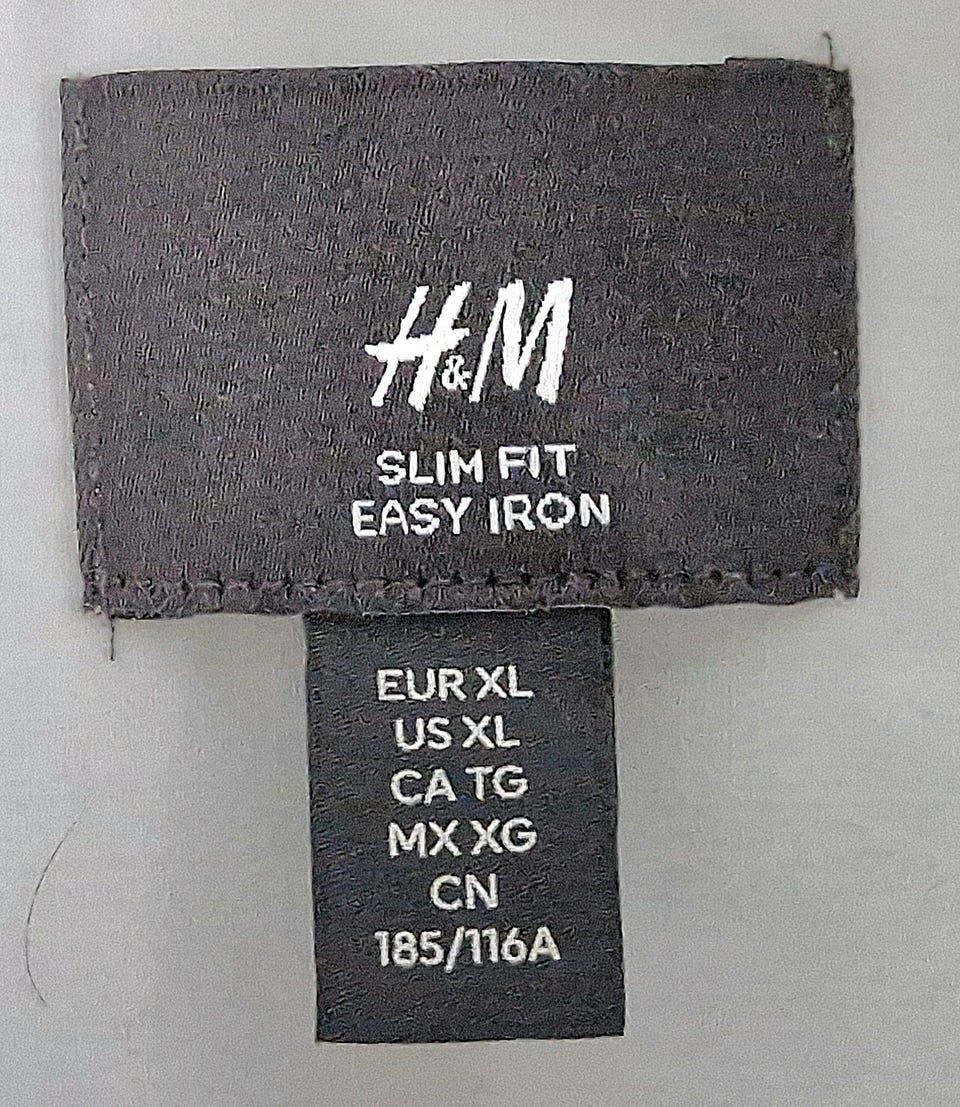 H&M
SLIM FIT
EASY IRON
EUR XL
US XL
CA TG
MX XG
CN
185/116A